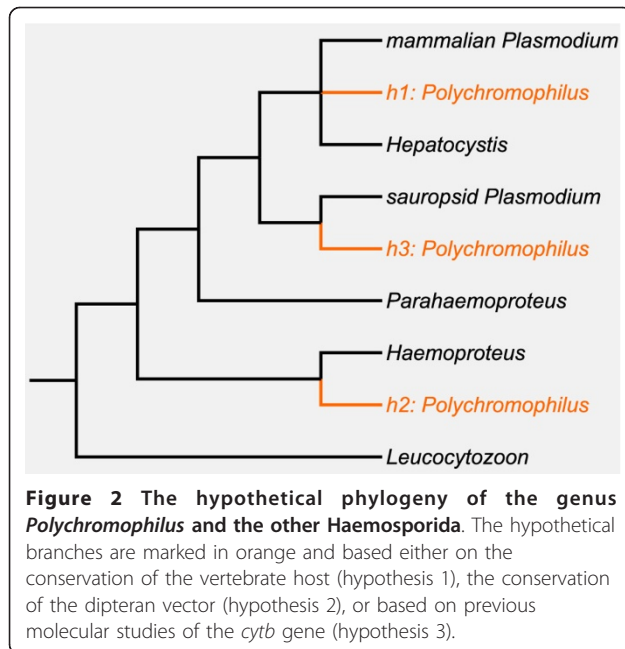 mammalian Plasmodium
h1: Polychromophilus
Hepatocystis
sauropsid Plasmodium
h3: Polychromophilus
Parahaemoproteus
Haemoproteus
h2: Polychromophilus
Leucocytozoon
Figure 2 The hypothetical phylogeny of the genus
Polychromophilus and the other Haemosporida. The hypothetical
branches are marked in orange and based either on the
conservation of the vertebrate host (hypothesis 1), the conservation
of the dipteran vector (hypothesis 2), or based on previous
molecular studies of the cytb gene (hypothesis 3).